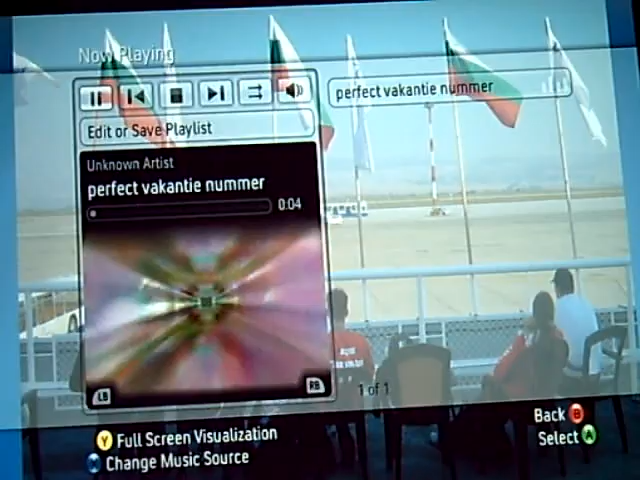 Now Playing
perfect vakantie nummer
Edit or Save Playlist
Unknown Artist
perfect vakantie nummer
0:04
LB
RB
1 of 1
Y Full Screen Visualization
X Change Music Source
Back B
Select A